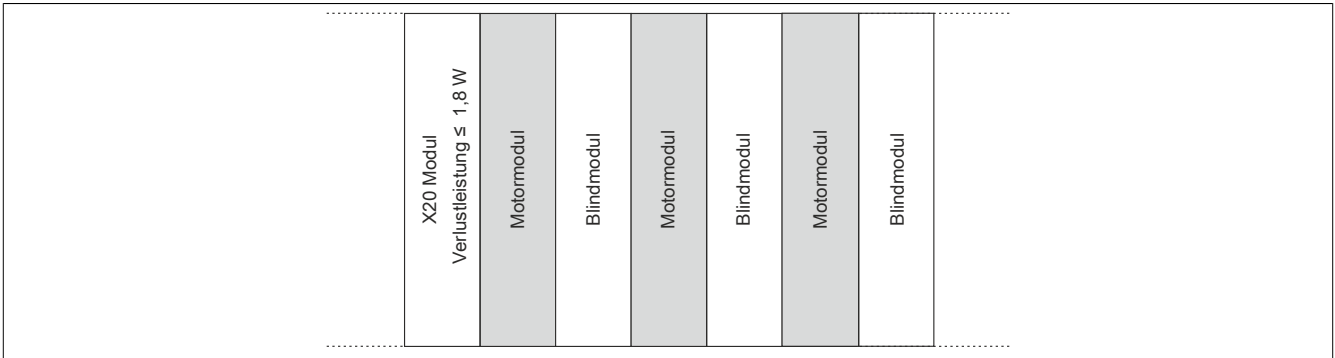 X20 Modul
Verlustleistung ≤ 1,8 W
Motormodul
Blindmodul
Motormodul
Blindmodul
Motormodul
Blindmodul